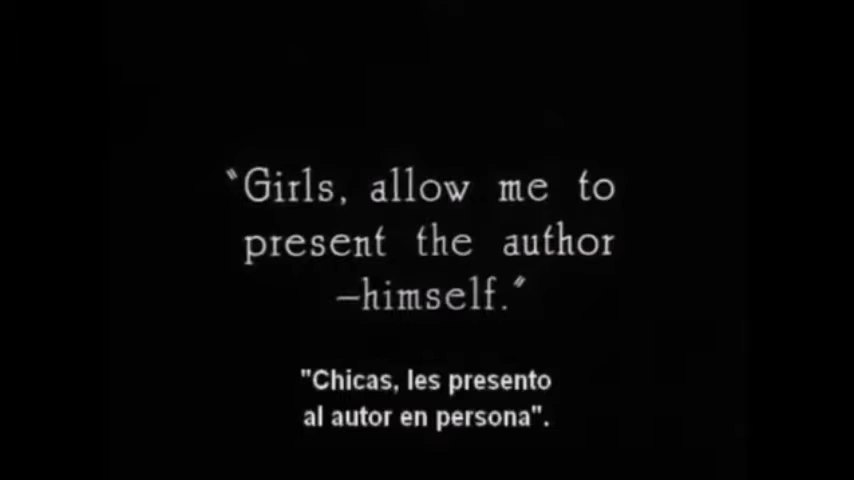 "Girls, allow me to
present the author
—himself."
"Chicas, les presento
al autor en persona".